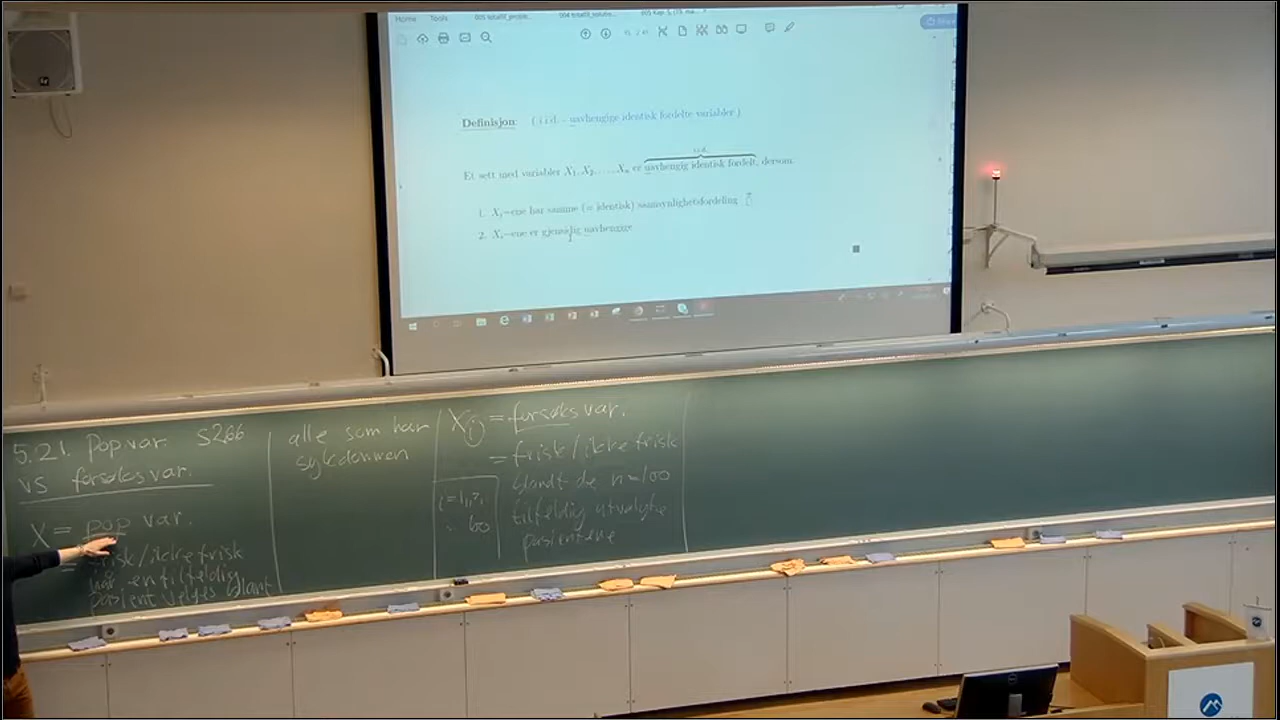 Home Tools
Definisjon: ( i.i.d. - uavhengige identisk fordelte variabler )
i.i.d.
Et sett med variabler X₁, X₂, . . . , Xₙ er uavhengig identisk fordelt, dersom:
1. Xᵢ-ene har samme (= identisk) sannsynlighetsfordeling
2. Xᵢ-ene er gjensidig uavhengige
5.21. Pop.var. S266
vs forsøksvar.
X = pop var.
frisk/ikke frisk
når en tilfeldig
pasient velges blant
alle som har
sykdommen
Xᵢ = forsøksvar.
= frisk/ikke frisk
blandt de n=100
tilfeldig utvalgte
pasientene
i=1,2,